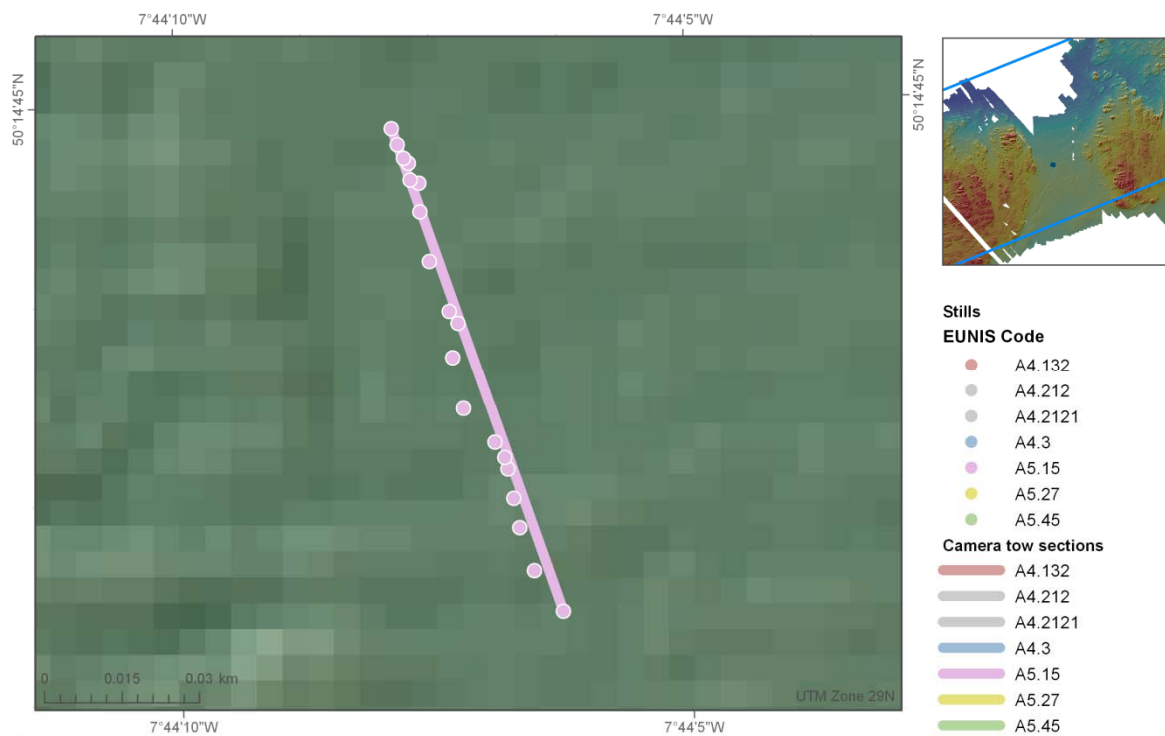 7°44'10"W
7°44'5"W
50°14'45"N
50°14'45"N
0
0.015
0.03 km
UTM Zone 29N
7°44'10"W
7°44'5"W
Stills
EUNIS Code
A4.132
A4.212
A4.2121
A4.3
A5.15
A5.27
A5.45
Camera tow sections
A4.132
A4.212
A4.2121
A4.3
A5.15
A5.27
A5.45